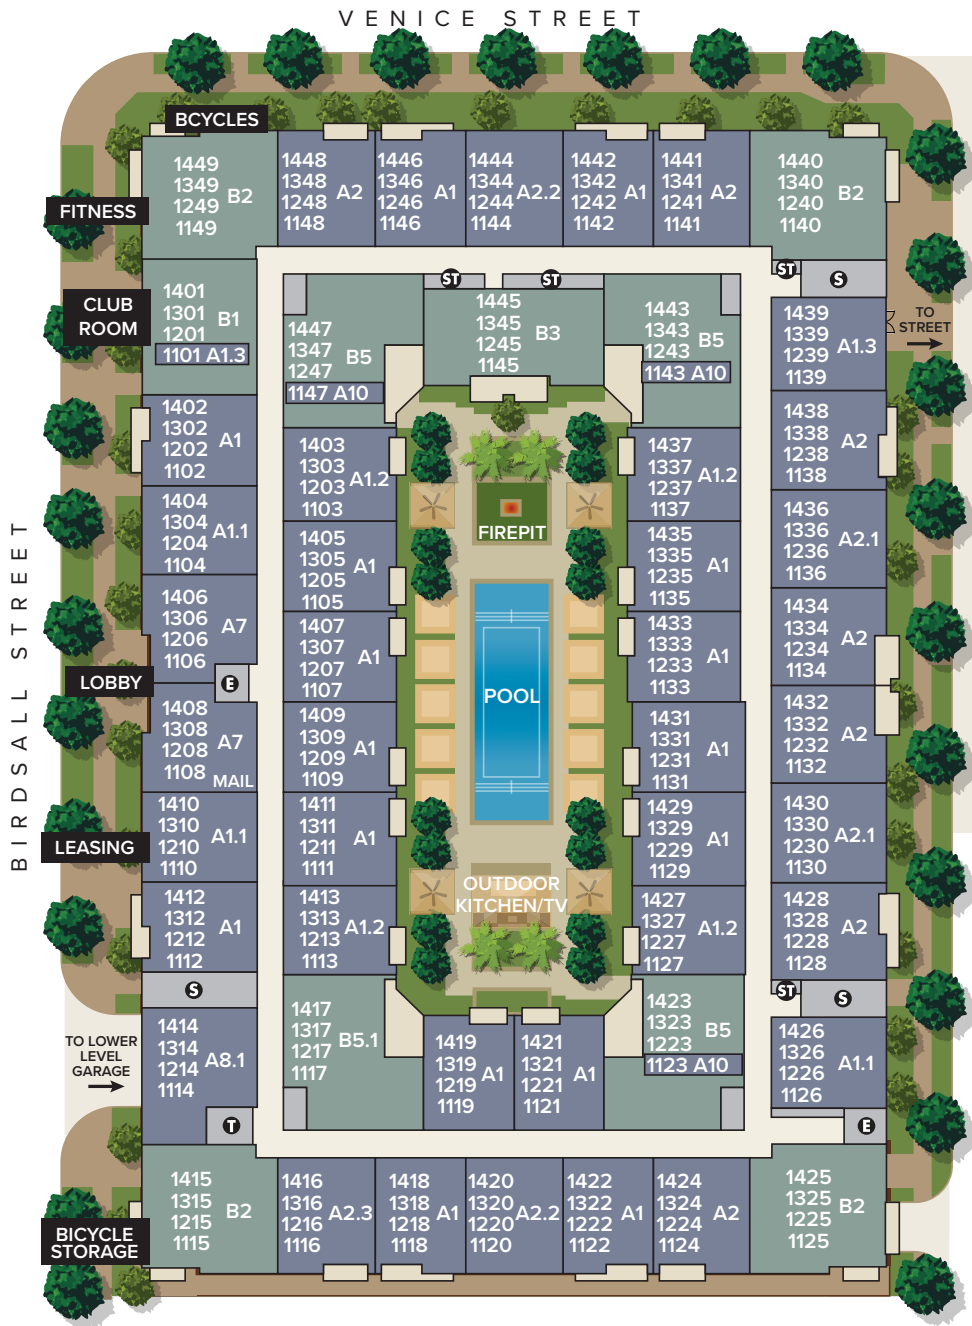 VENICE STREET
BCYCLES
FITNESS
CLUB
ROOM
BIRDSALL STREET
LOBBY
LEASING
TO LOWER
LEVEL
GARAGE
BICYCLE
STORAGE
1449
1349
1249
1149
B2
1448
1348
1248
1148
A2
1446
1346
1246
1146
A1
1444
1344
1244
1144
A2.2
1442
1342
1242
1142
A1
1441
1341
1241
1141
A2
1440
1340
1240
1140
B2
1401
1301
1201
B1
1101 A1.3
1447
1347
1247
B5
1147 A10
ST
ST
1445
1345
1245
1145
B3
1443
1343
1243
B5
1143 A10
ST
S
1439
1339
1239
1139
A1.3
TO
STREET
1402
1302
1202
1102
A1
1403
1303
1203
1103
A1.2
FIREPIT
1437
1337
1237
1137
A1.2
1438
1338
1238
1138
A2
1404
1304
1204
1104
A1.1
1405
1305
1205
1105
A1
1435
1335
1235
1135
A1
1436
1336
1236
1136
A2.1
1406
1306
1206
1106
A7
E
1407
1307
1207
1107
A1
POOL
1433
1333
1233
1133
A1
1434
1334
1234
1134
A2
1408
1308
1208
1108
A7
MAIL
1409
1309
1209
1109
A1
1431
1331
1231
1131
A1
1432
1332
1232
1132
A2
1410
1310
1210
1110
A1.1
1411
1311
1211
1111
A1
1429
1329
1229
1129
A1
1430
1330
1230
1130
A2.1
1412
1312
1212
1112
A1
1413
1313
1213
1113
A1.2
OUTDOOR
KITCHEN/TV
1427
1327
1227
1127
A1.2
1428
1328
1228
1128
A2
S
1414
1314
1214
1114
A8.1
T
1417
1317
1217
1117
B5.1
1419
1319
1219
1119
A1
1421
1321
1221
1121
A1
1423
1323
1223
B5
1123 A10
ST
S
1426
1326
1226
1126
A1.1
E
1415
1315
1215
1115
B2
1416
1316
1216
1116
A2.3
1418
1318
1218
1118
A1
1420
1320
1220
1120
A2.2
1422
1322
1222
1122
A1
1424
1324
1224
1124
A2
1425
1325
1225
1125
B2